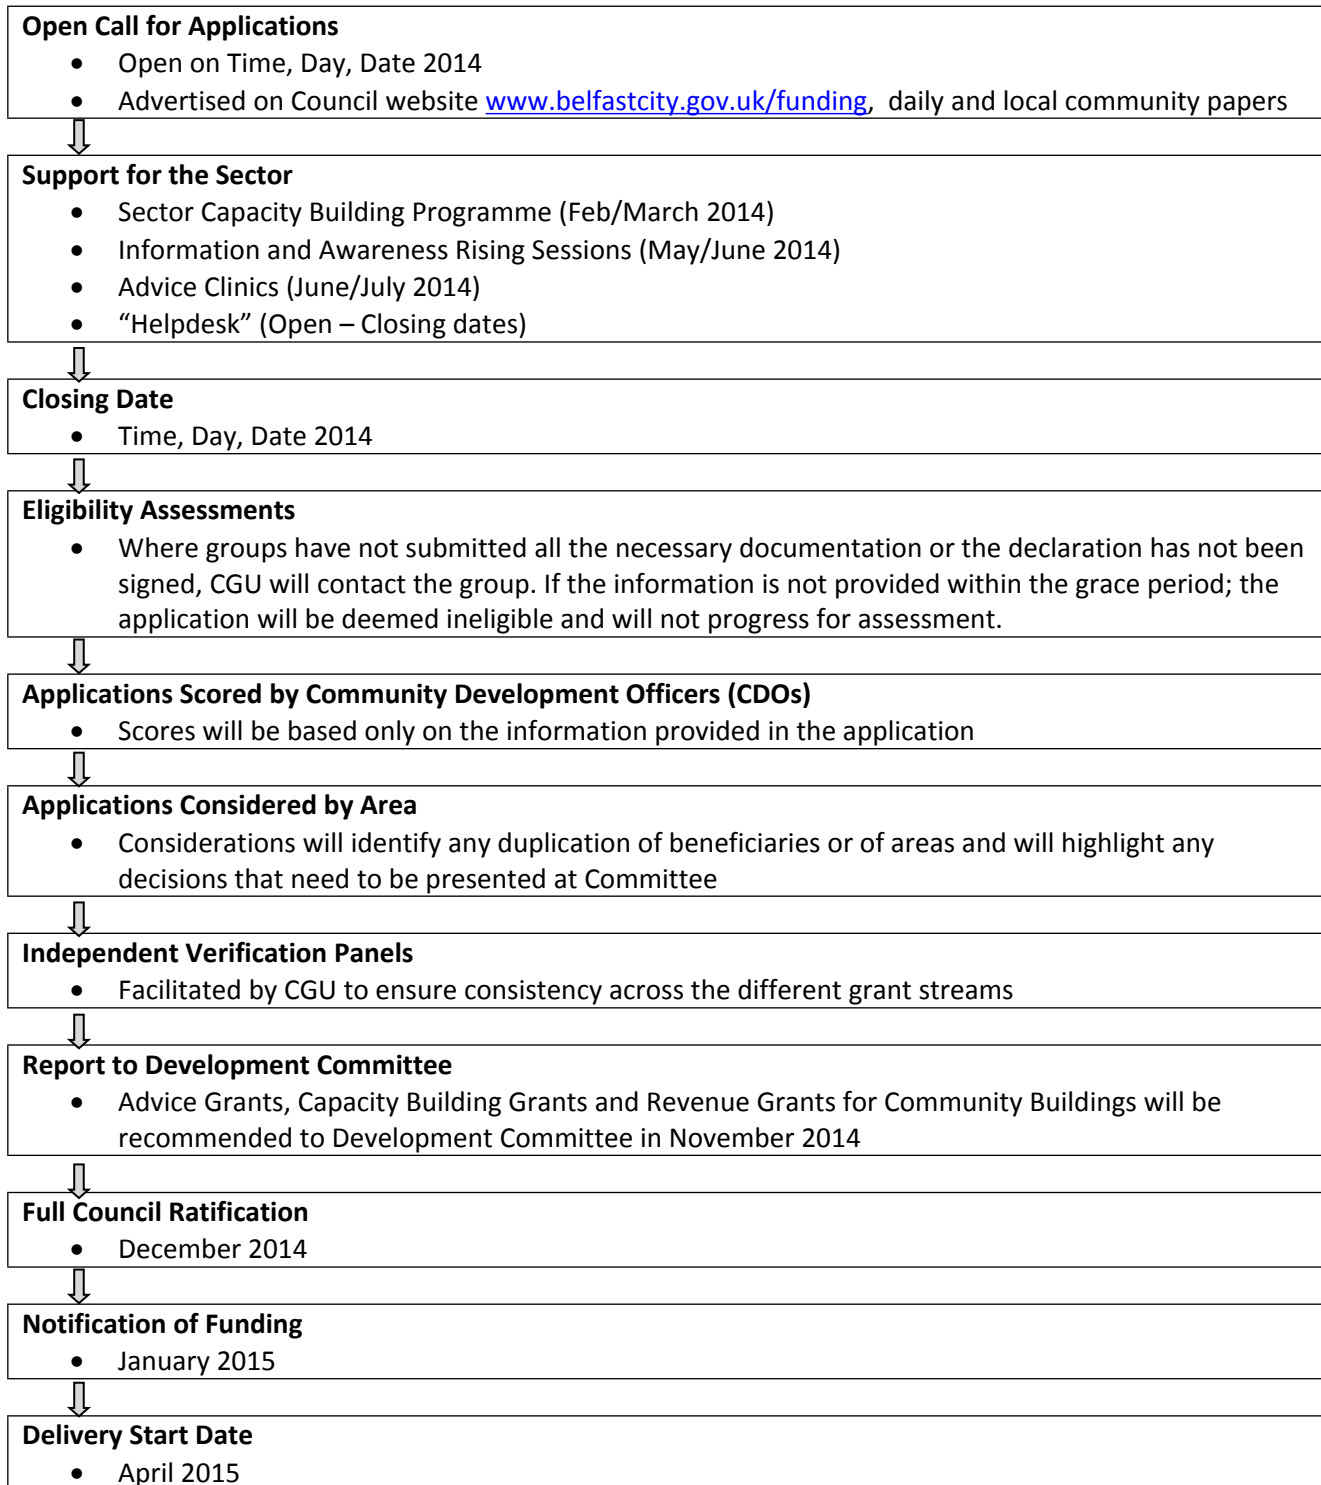 Open Call for Applications
• Open on Time, Day, Date 2014
• Advertised on Council website www.belfastcity.gov.uk/funding, daily and local community papers
Support for the Sector
• Sector Capacity Building Programme (Feb/March 2014)
• Information and Awareness Rising Sessions (May/June 2014)
• Advice Clinics (June/July 2014)
• “Helpdesk” (Open – Closing dates)
Closing Date
• Time, Day, Date 2014
Eligibility Assessments
• Where groups have not submitted all the necessary documentation or the declaration has not been
signed, CGU will contact the group. If the information is not provided within the grace period; the
application will be deemed ineligible and will not progress for assessment.
Applications Scored by Community Development Officers (CDOs)
• Scores will be based only on the information provided in the application
Applications Considered by Area
• Considerations will identify any duplication of beneficiaries or of areas and will highlight any
decisions that need to be presented at Committee
Independent Verification Panels
• Facilitated by CGU to ensure consistency across the different grant streams
Report to Development Committee
• Advice Grants, Capacity Building Grants and Revenue Grants for Community Buildings will be
recommended to Development Committee in November 2014
Full Council Ratification
• December 2014
Notification of Funding
• January 2015
Delivery Start Date
• April 2015